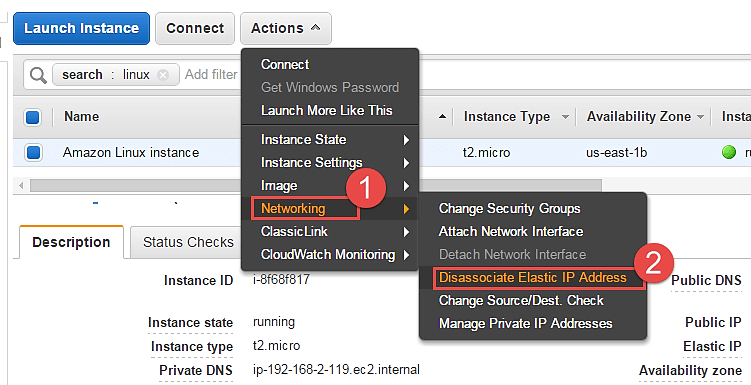 Launch Instance Connect Actions
search : linux Add filter
Connect
Get Windows Password
Launch More Like This
Name Instance Type Availability Zone
Instance State
Amazon Linux instance t2.micro us-east-1b
Instance Settings
Image
1
Networking
ClassicLink
CloudWatch Monitoring
Change Security Groups
Attach Network Interface
Detach Network Interface
Disassociate Elastic IP Address
2
Change Source/Dest. Check
Manage Private IP Addresses
Description Status Checks
Instance ID i-8f68f817 Public DNS
Instance state running Public IP
Instance type t2.micro Elastic IP
Private DNS ip-192-168-2-119.ec2.internal Availability zone